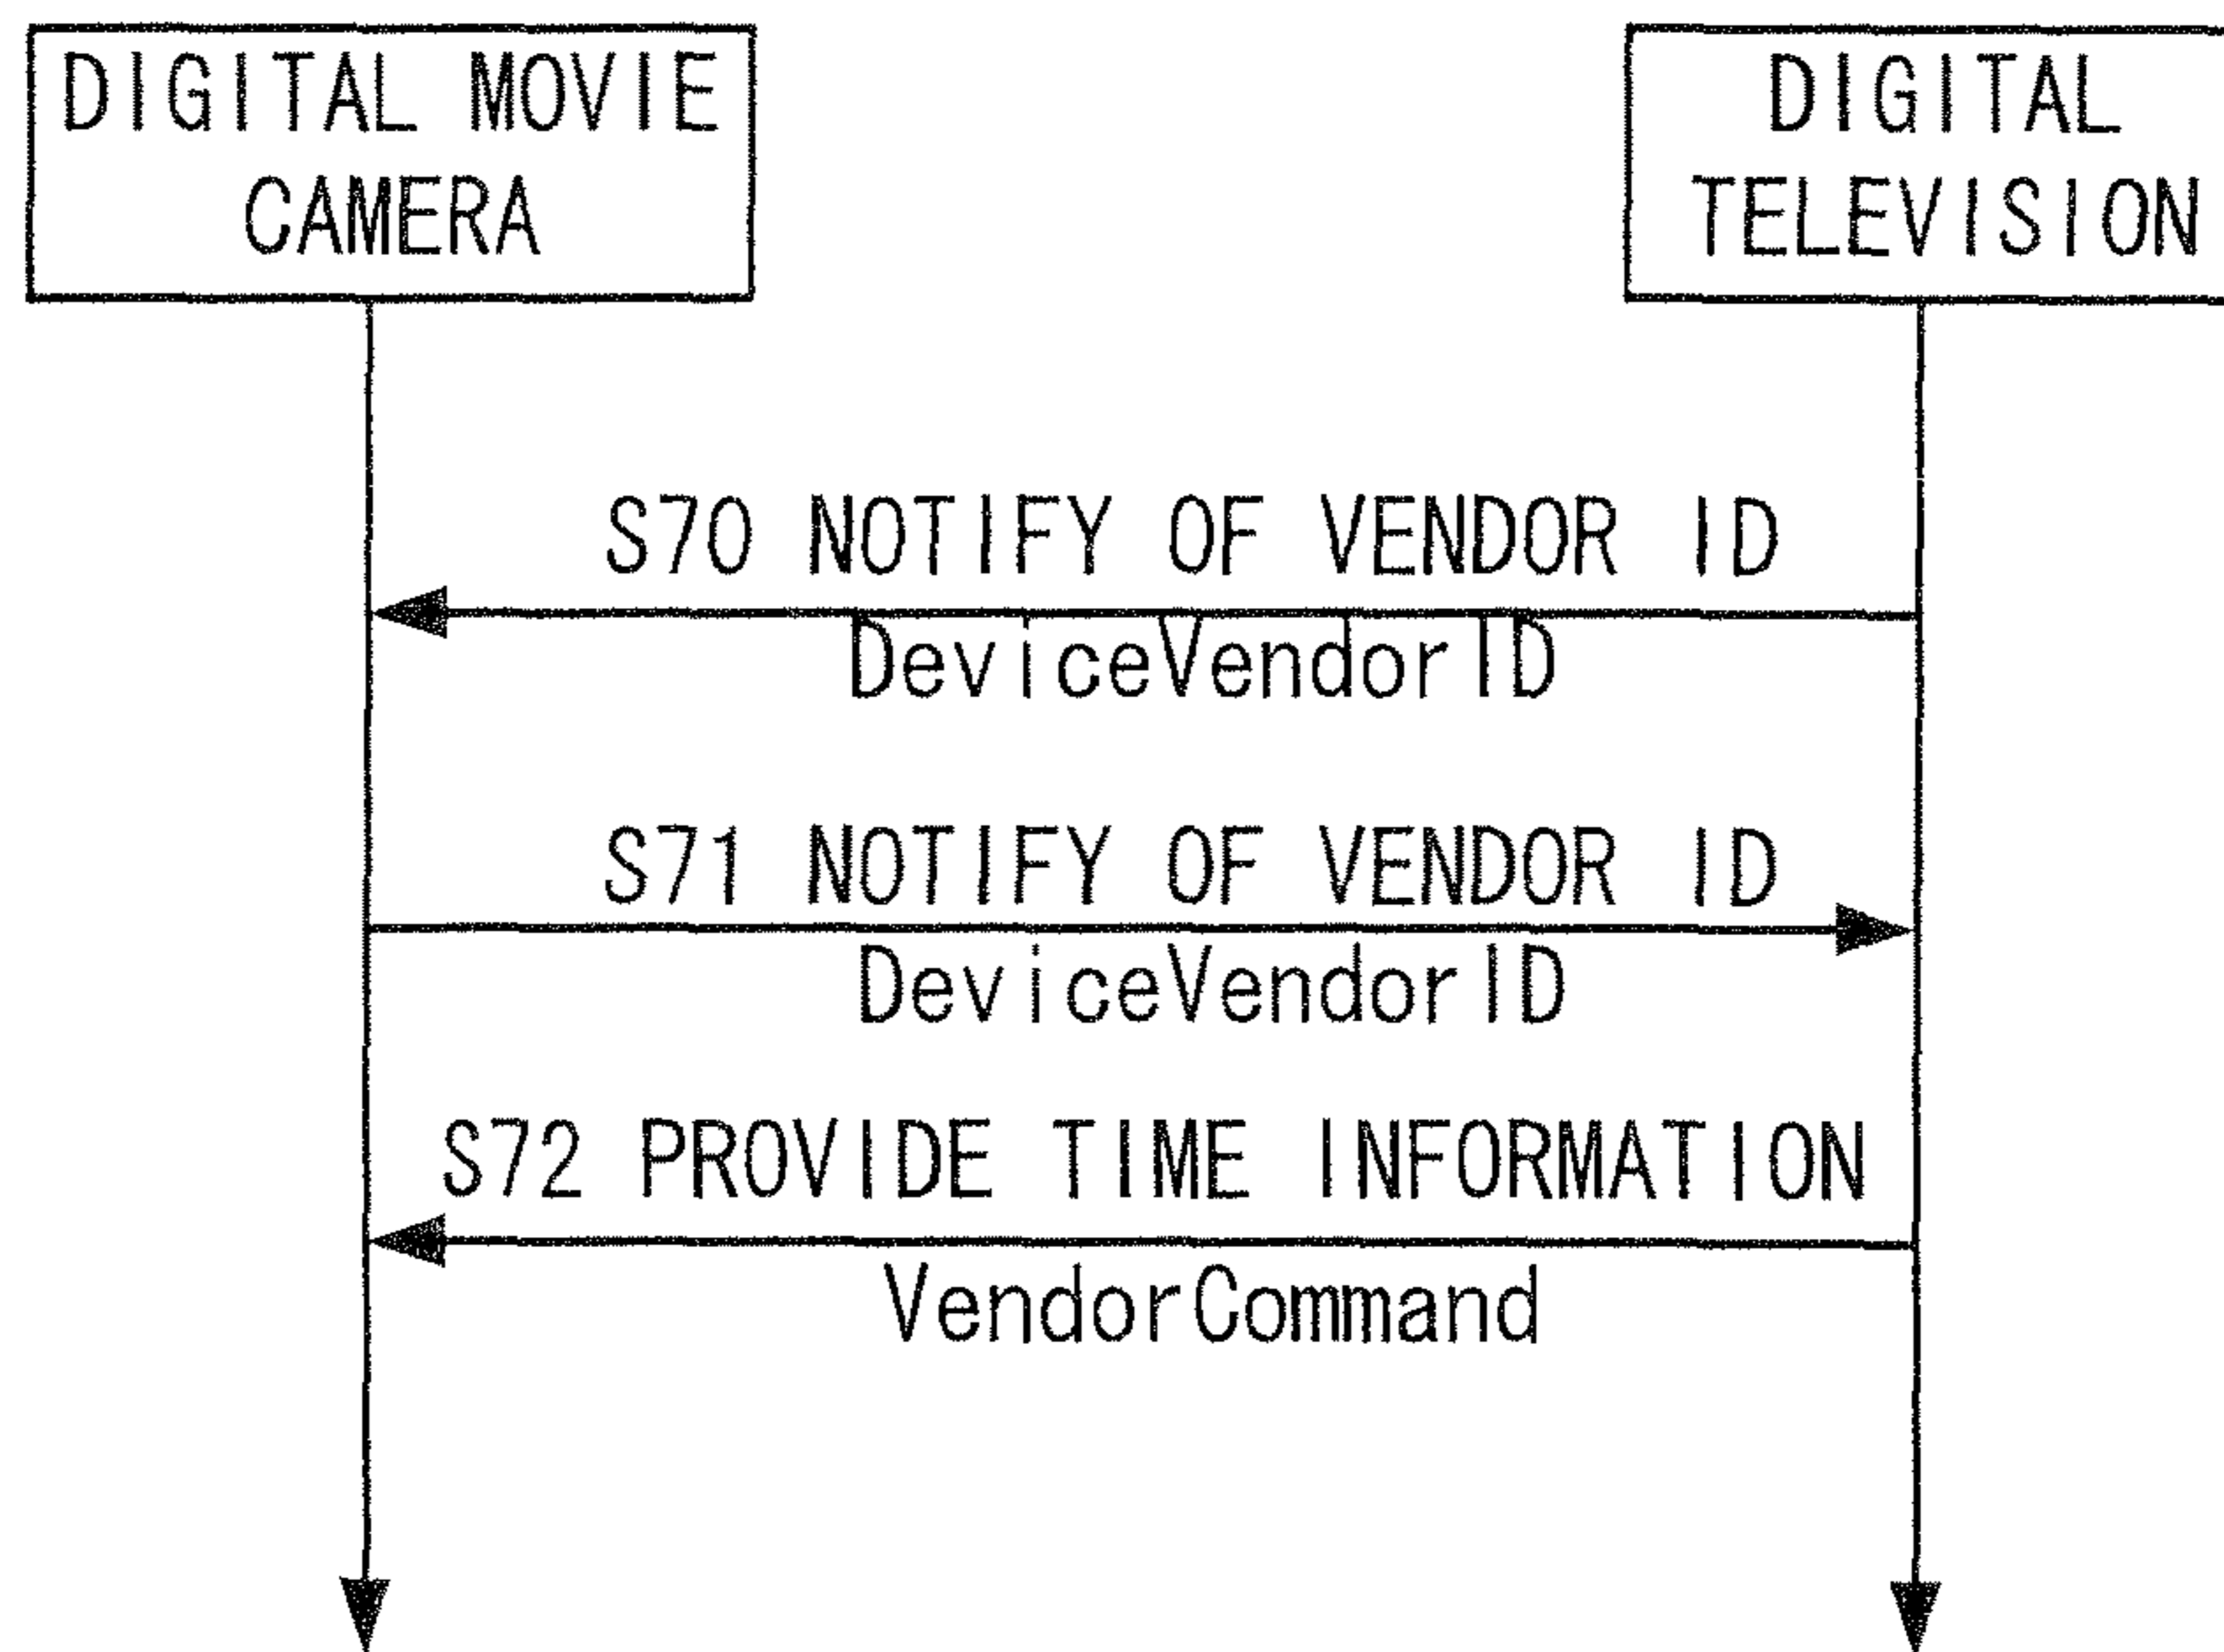 DIGITAL MOVIE
CAMERA
DIGITAL
TELEVISION
S70 NOTIFY OF VENDOR ID
DeviceVendorID
S71 NOTIFY OF VENDOR ID
DeviceVendorID
S72 PROVIDE TIME INFORMATION
VendorCommand